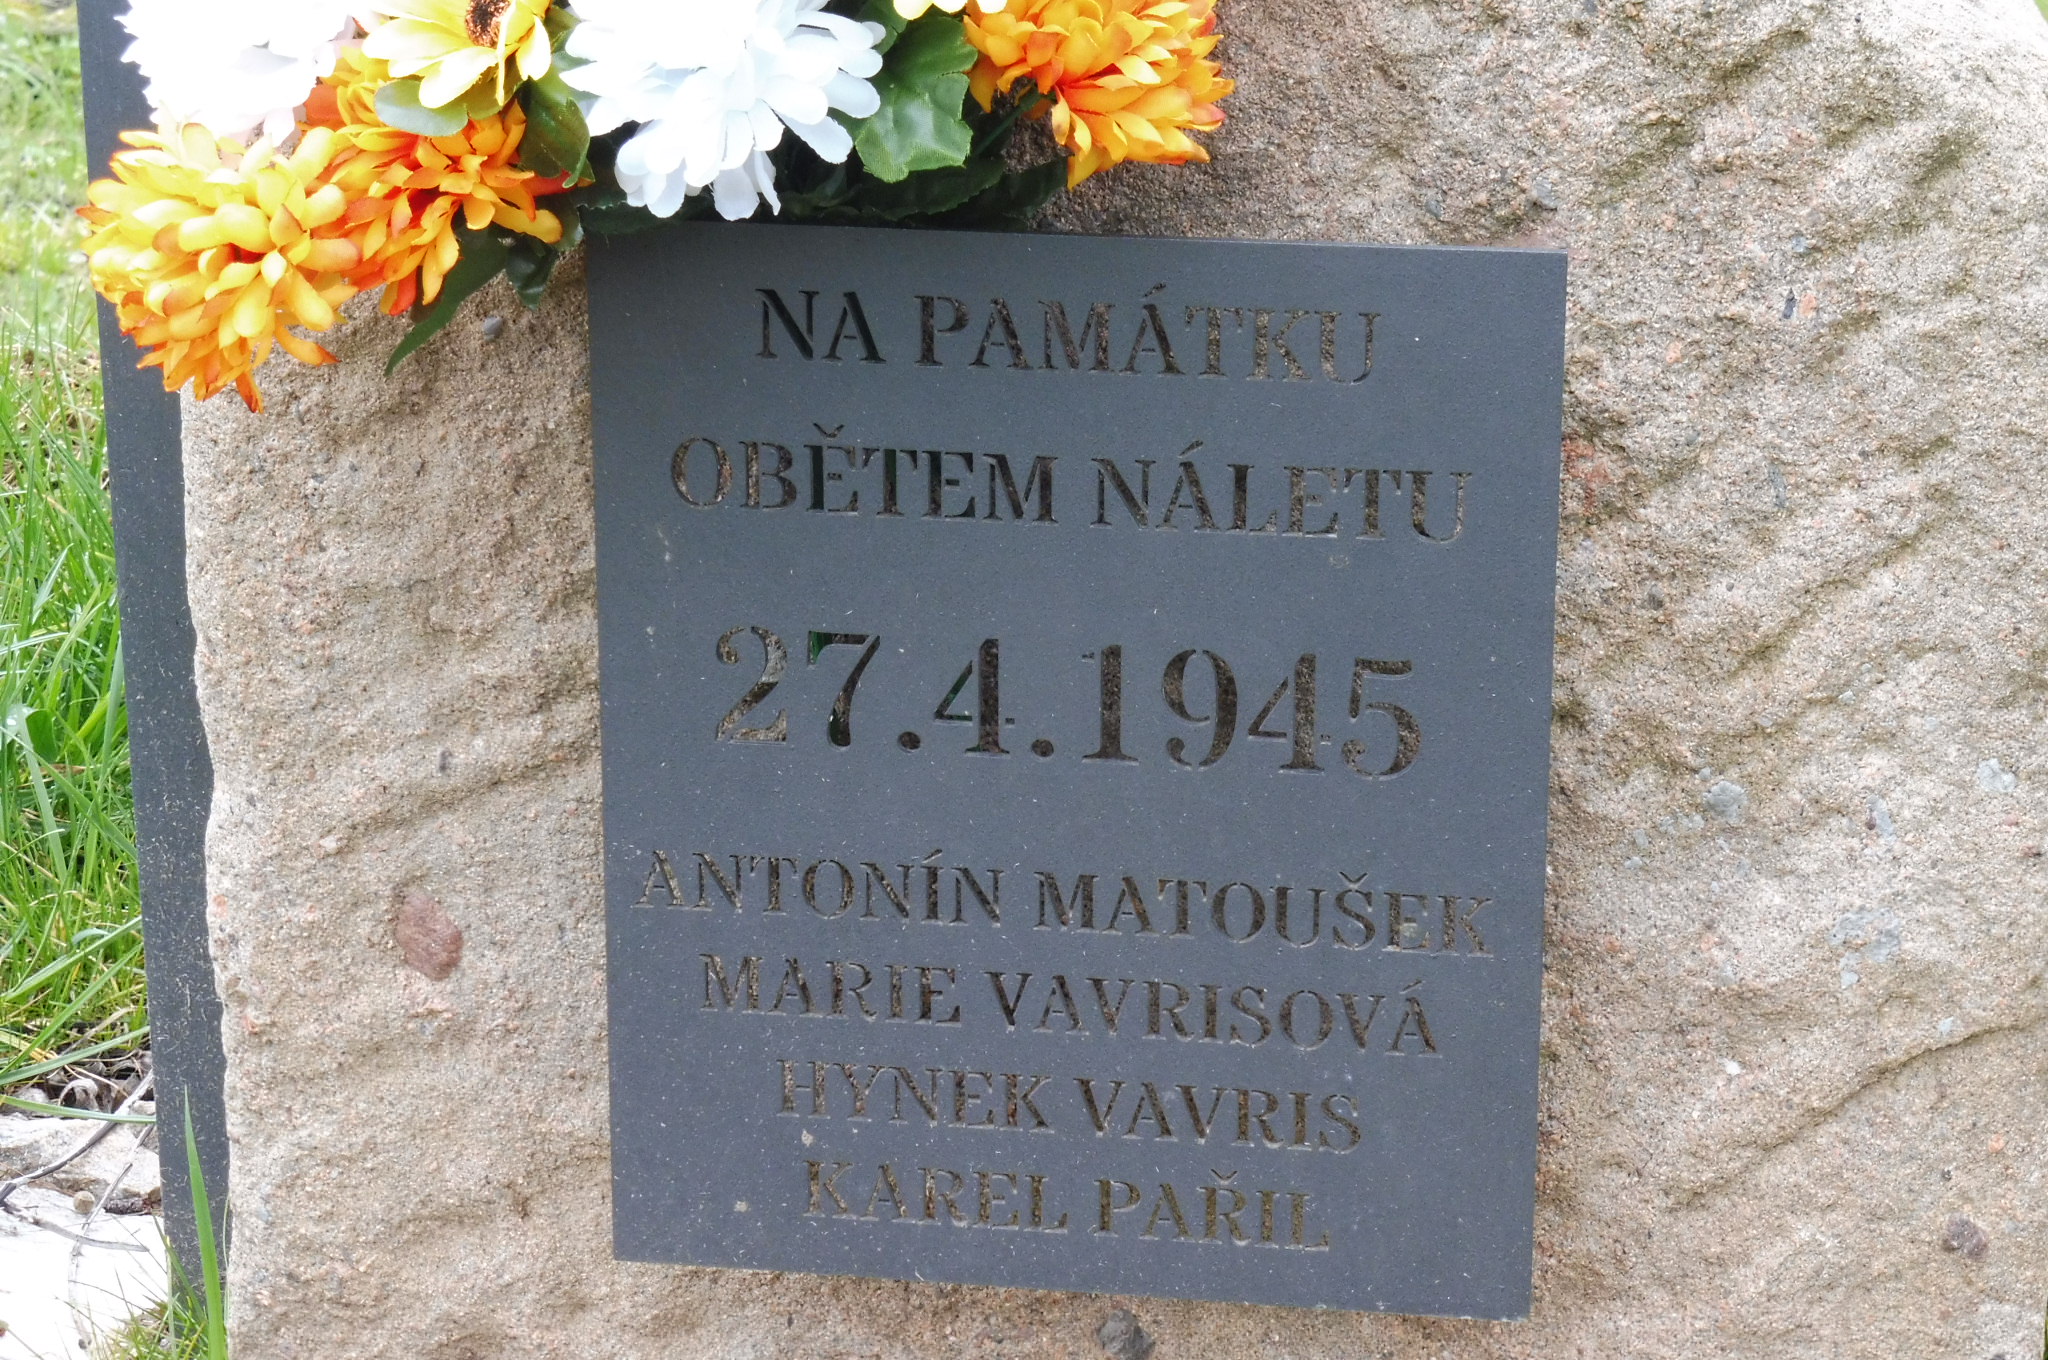 NA PAMÁTKU
OBĚTEM NÁLETU
27.4.1945
ANTONÍN MATOUŠEK
MARIE VAVRISOVÁ
HYNEK VAVRIS
KAREL PAŘIL